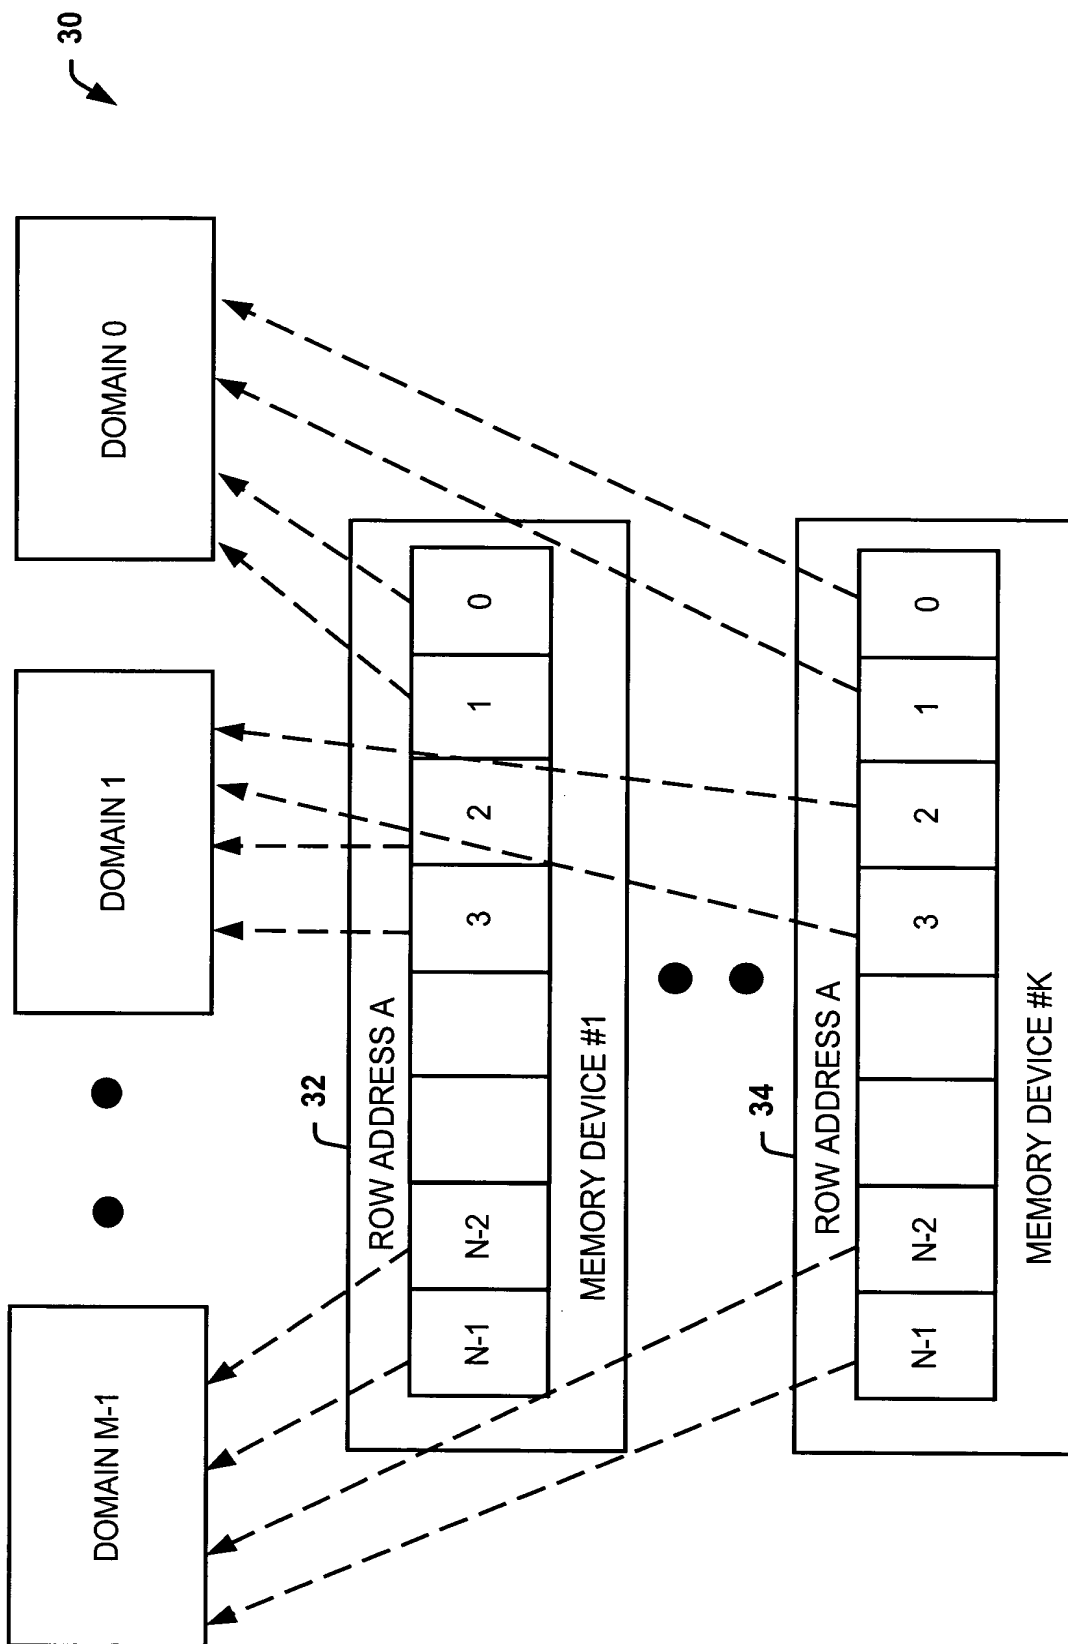 30
DOMAIN M-1
DOMAIN 1
DOMAIN 0
32
ROW ADDRESS A
N-1
N-2
3
2
1
0
MEMORY DEVICE #1
34
ROW ADDRESS A
N-1
N-2
3
2
1
0
MEMORY DEVICE #K